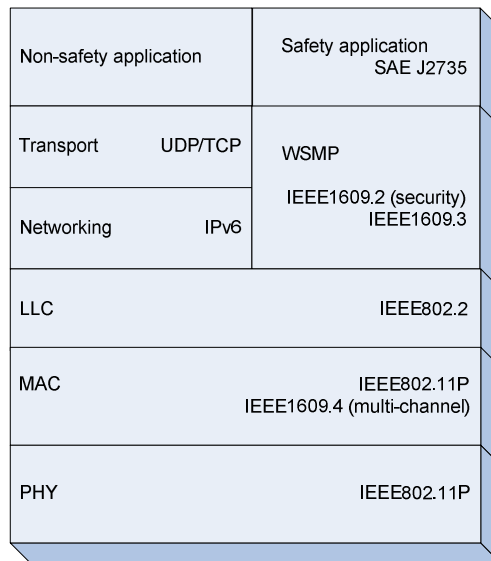 Non-safety application
Safety application
SAE J2735
Transport UDP/TCP
WSMP
IEEE1609.2 (security)
IEEE1609.3
Networking IPv6
LLC IEEE802.2
MAC IEEE802.11P
IEEE1609.4 (multi-channel)
PHY IEEE802.11P